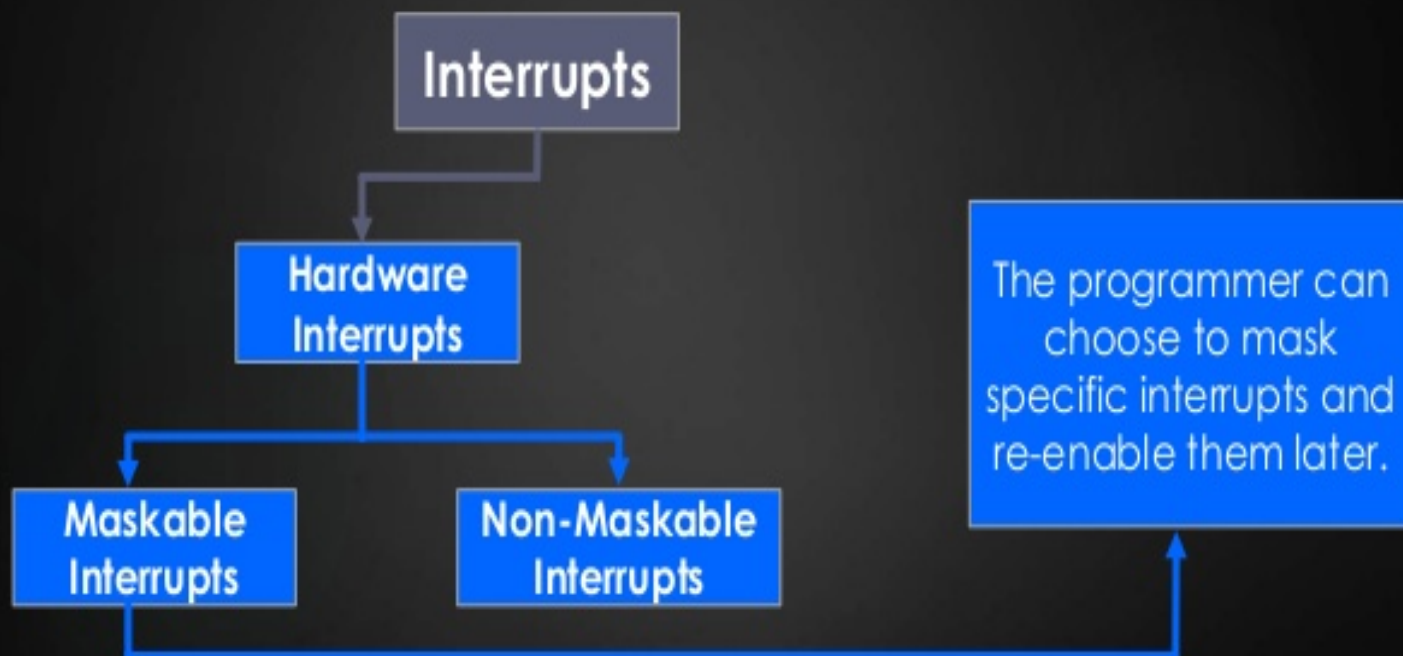 Interrupts
Hardware
Interrupts
Maskable
Interrupts
Non-Maskable
Interrupts
The programmer can
choose to mask
specific interrupts and
re-enable them later.